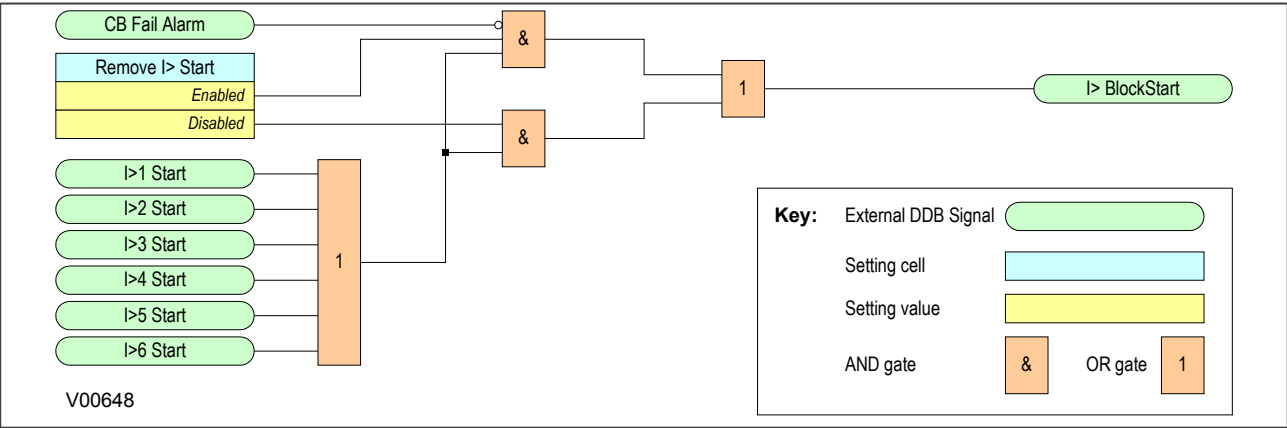 CB Fail Alarm
&
Remove I> Start
Enabled
Disabled
1
I> BlockStart
&
I>1 Start
I>2 Start
I>3 Start
I>4 Start
I>5 Start
I>6 Start
1
Key: External DDB Signal
Setting cell
Setting value
AND gate & OR gate 1
V00648